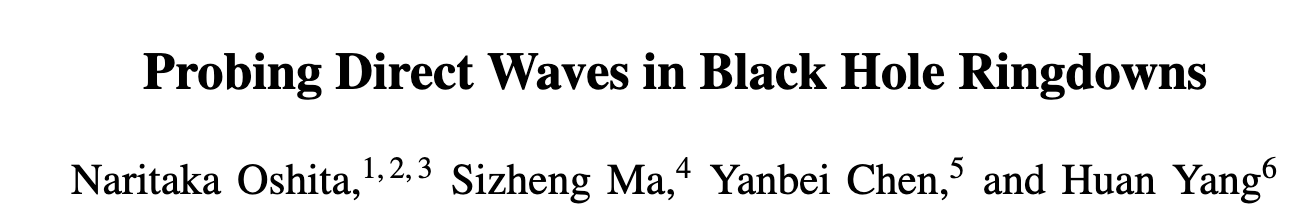 Probing Direct Waves in Black Hole Ringdowns
Naritaka Oshita,1, 2, 3 Sizheng Ma,4 Yanbei Chen,5 and Huan Yang6